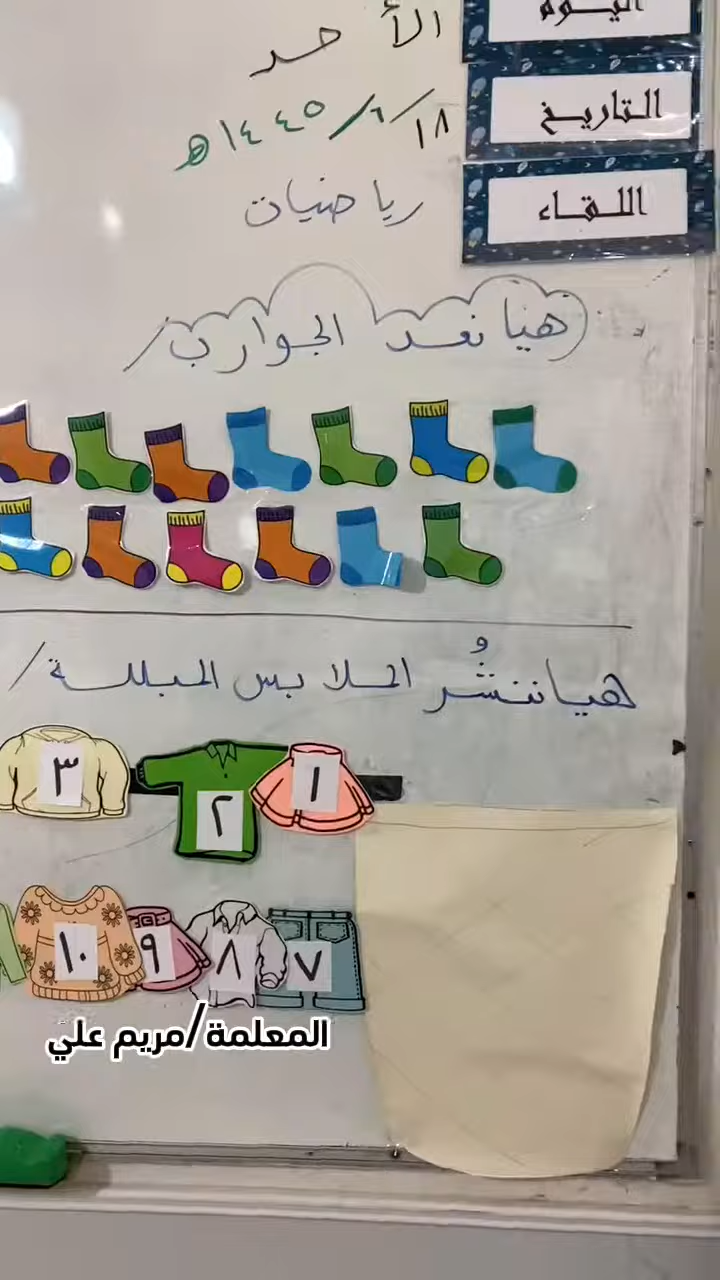 اليوم الأحد
التاريخ ١٨/٦/١٤٤٥هـ
اللقاء رياضيات
هيا نعد الجوارب/
هيا ننشُر الملابس المبللة/
١ ٢ ٣
٧ ٨ ٩ ١٠
المعلمة/مريم علي